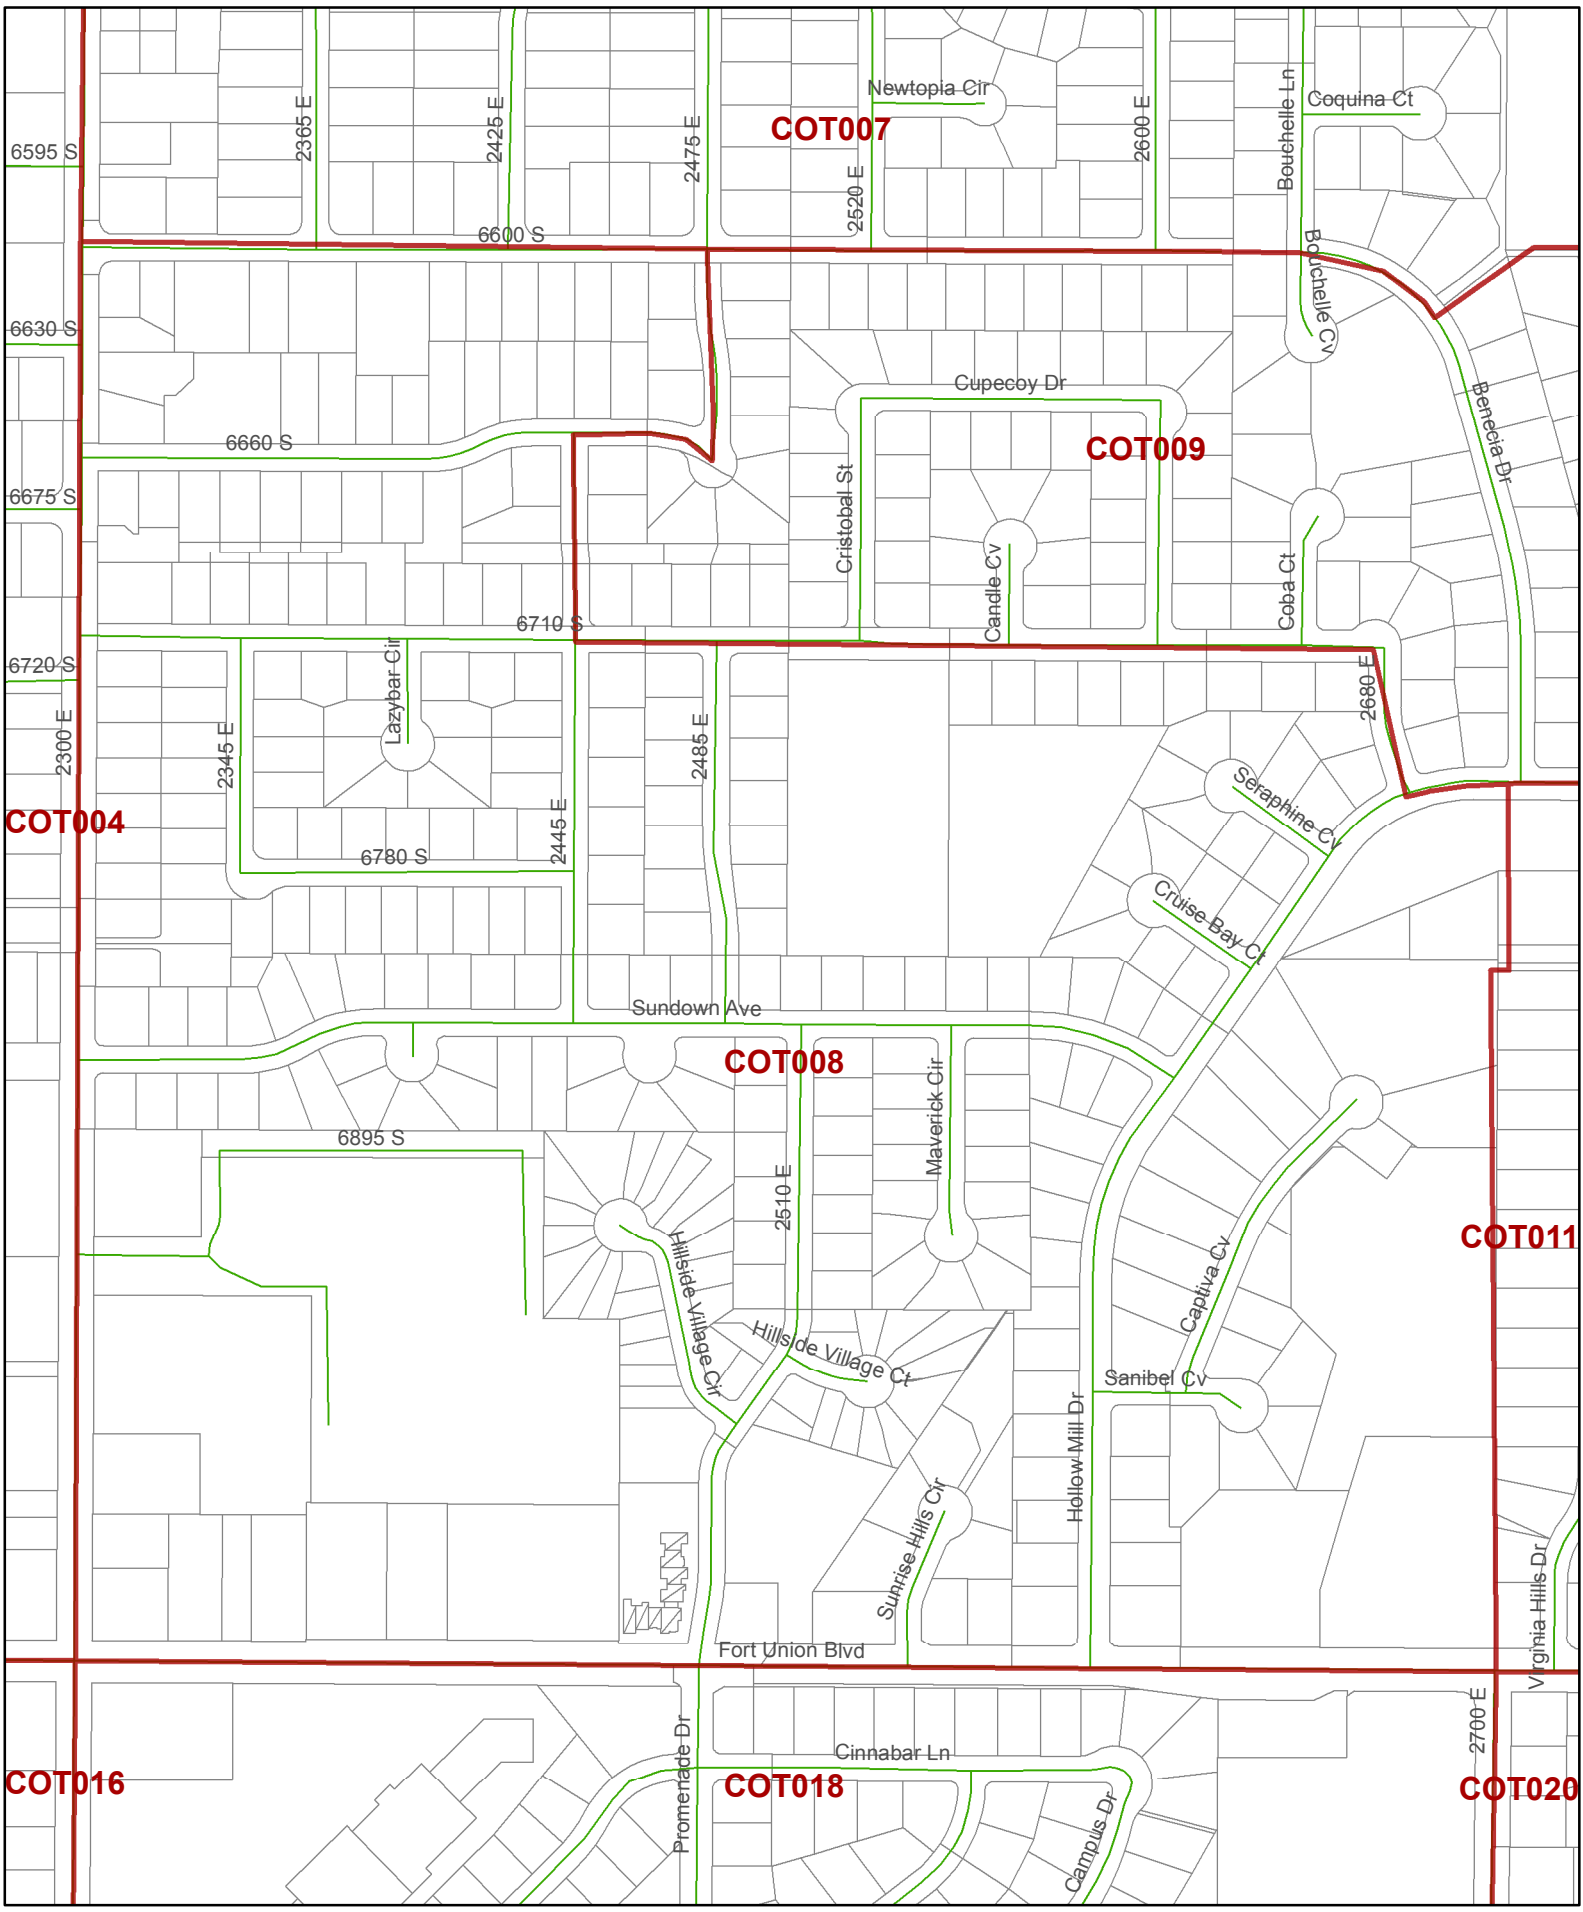 Newtopia Cir
Coquina Ct
COT007
6595 S
2365 E
2425 E
2475 E
2520 E
2600 E
Bouchelle Ln
6600 S
Bouchelle Cv
6630 S
Cupecoy Dr
Benecia Dr
6660 S
COT009
6675 S
Cristobal St
Candle Cv
Coba Ct
6710 S
6720 S
Lazybar Cir
2300 E
2345 E
2485 E
2680 E
Seraphine Cv
COT004
2445 E
6780 S
Cruise Bay Ct
Sundown Ave
COT008
Maverick Cir
6895 S
2510 E
COT011
Hillside Village Cir
Captiva Cv
Hillside Village Ct
Sanibel Cv
Hollow Mill Dr
Sunrise Hills Cir
Virginia Hills Dr
Fort Union Blvd
2700 E
Promenade Dr
Cinnabar Ln
COT016
COT018
COT020
Campus Dr